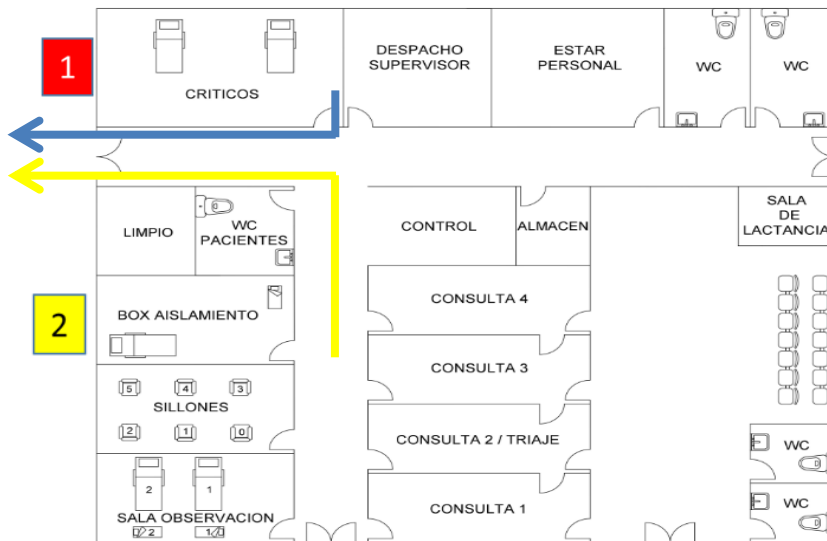 1
CRITICOS
DESPACHO
SUPERVISOR
ESTAR
PERSONAL
WC
WC
LIMPIO
WC
PACIENTES
CONTROL
ALMACEN
SALA
DE
LACTANCIA
2
BOX AISLAMIENTO
CONSULTA 4
5 4 3
SILLONES
2 1 0
CONSULTA 3
CONSULTA 2 / TRIAJE
WC
2 1
SALA OBSERVACION
2 1
CONSULTA 1
WC